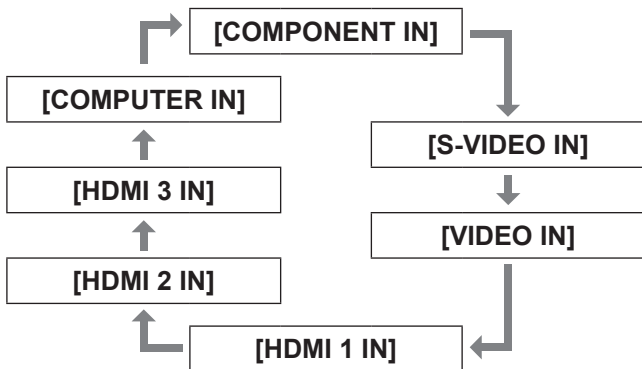 [COMPONENT IN]
[COMPUTER IN]
[S-VIDEO IN]
[HDMI 3 IN]
[VIDEO IN]
[HDMI 2 IN]
[HDMI 1 IN]